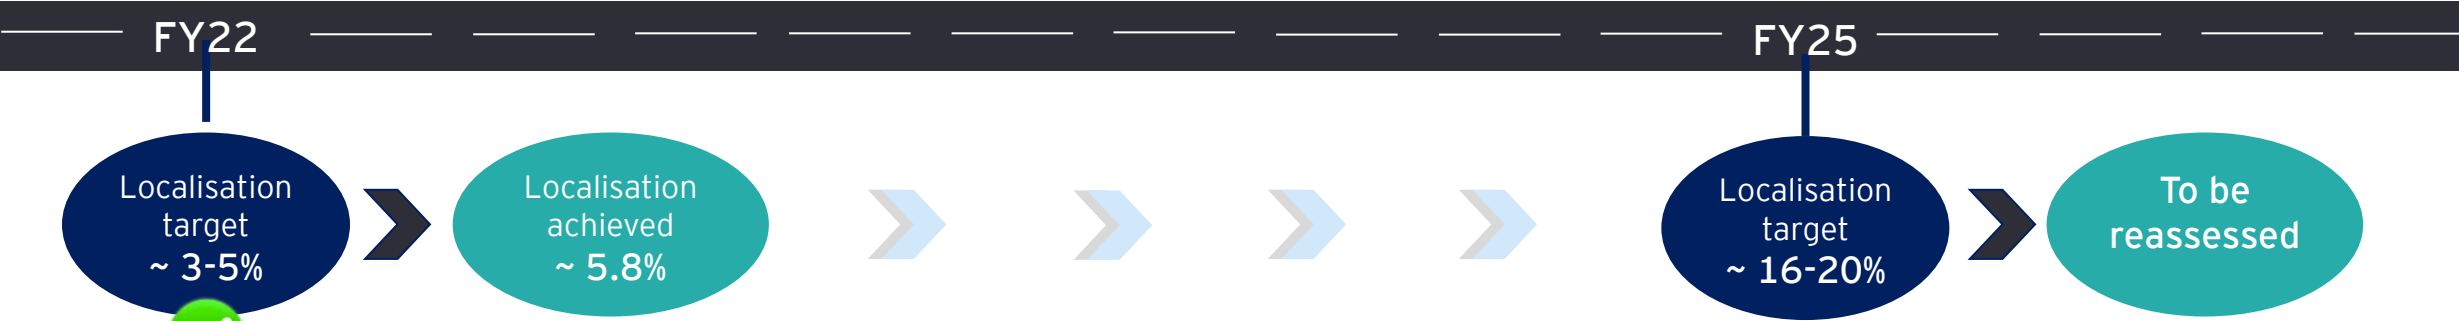 FY22
FY25
Localisation
target
~ 3-5%
Localisation
achieved
~ 5.8%
Localisation
target
~ 16-20%
To be
reassessed